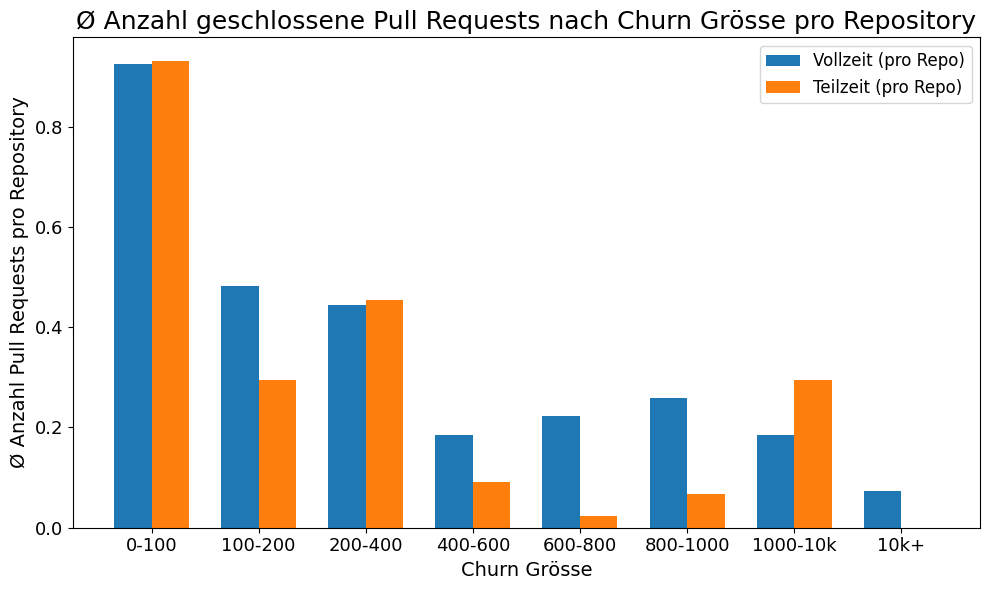 Ø Anzahl geschlossene Pull Requests nach Churn Grösse pro Repository
Vollzeit (pro Repo)
Teilzeit (pro Repo)
Ø Anzahl Pull Requests pro Repository
0.8
0.6
0.4
0.2
0.0
0-100 100-200 200-400 400-600 600-800 800-1000 1000-10k 10k+
Churn Grösse